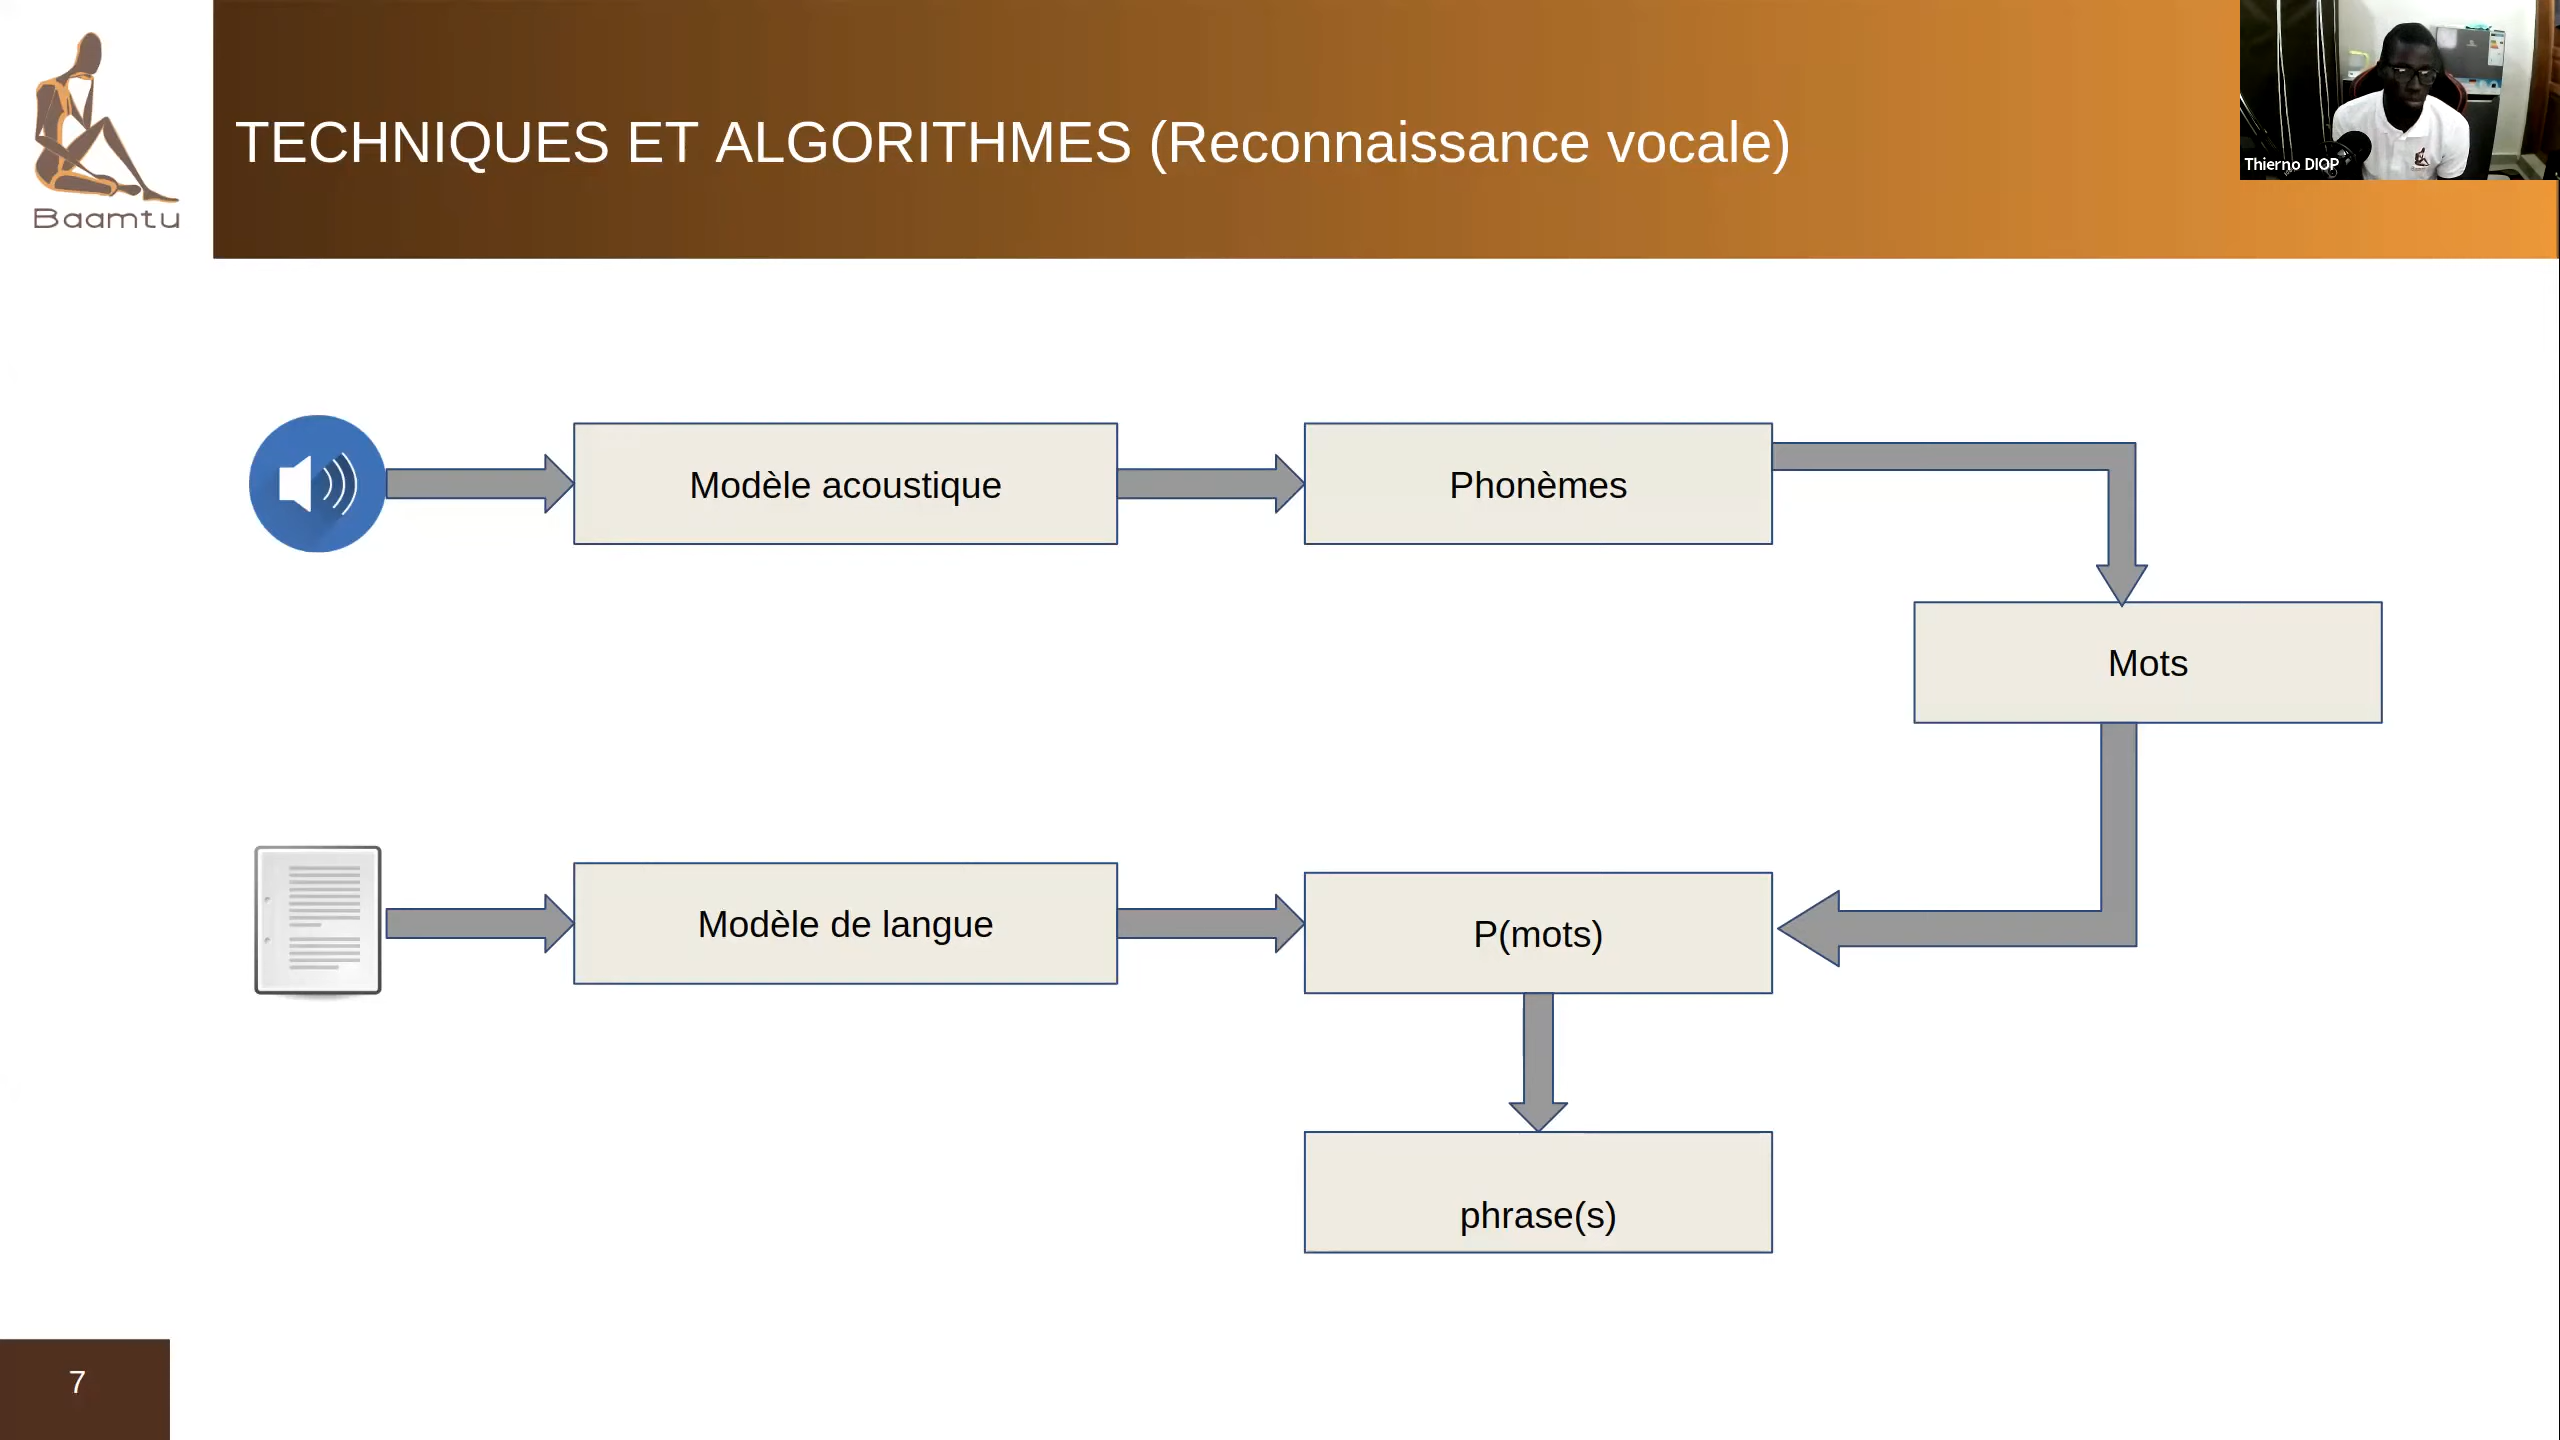 Baamtu
TECHNIQUES ET ALGORITHMES (Reconnaissance vocale)
Thierno DIOP
Modèle acoustique
Phonèmes
Mots
Modèle de langue
P(mots)
phrase(s)
7